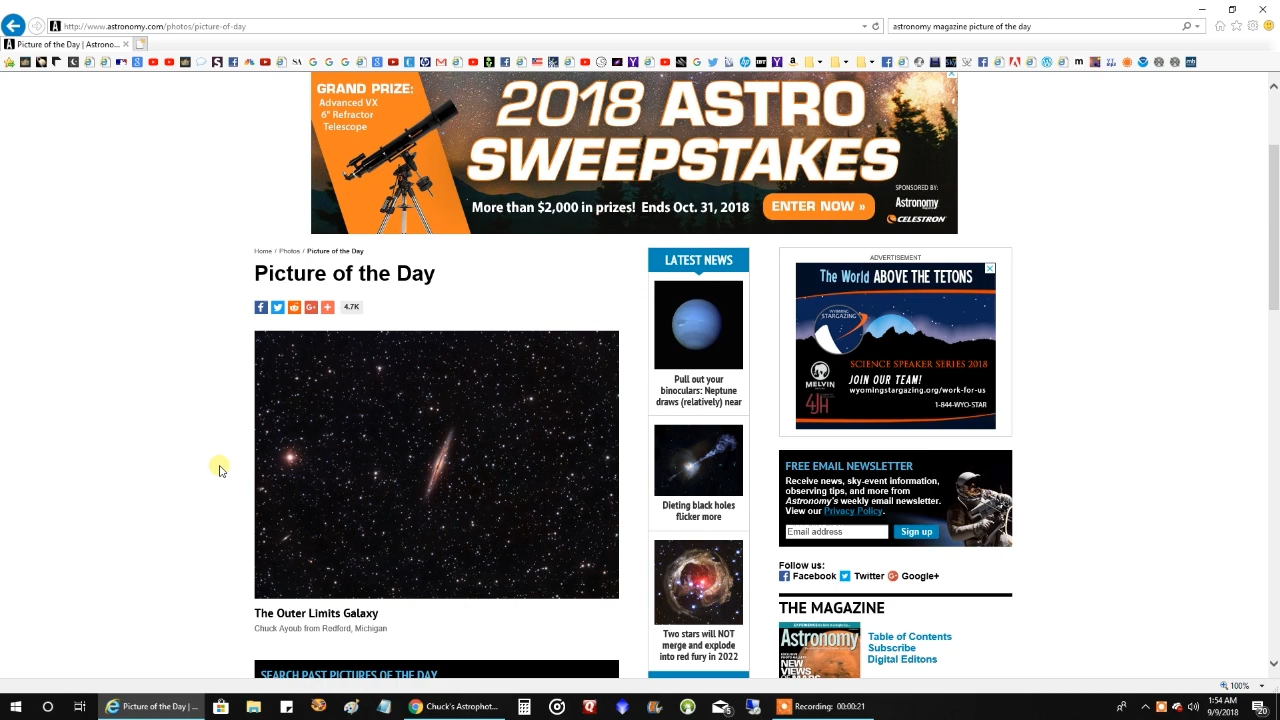 http://www.astronomy.com/photos/picture-of-day
astronomy magazine picture of the day
Picture of the Day | Astrono...
GRAND PRIZE:
Advanced VX
6" Refractor
Telescope
2018 ASTRO
SWEEPSTAKES
More than $2,000 in prizes! Ends Oct. 31, 2018
ENTER NOW »
SPONSORED BY:
Astronomy
CELESTRON
Home / Photos / Picture of the Day
Picture of the Day
4.7K
The Outer Limits Galaxy
Chuck Ayoub from Redford, Michigan
SEARCH PAST PICTURES OF THE DAY
LATEST NEWS
Pull out your
binoculars: Neptune
draws (relatively) near
Dieting black holes
flicker more
Two stars will NOT
merge and explode
into red fury in 2022
ADVERTISEMENT
The World ABOVE THE TETONS
WYOMING
STARGAZING
SCIENCE SPEAKER SERIES 2018
JOIN OUR TEAM!
wyomingstargazing.org/work-for-us
1-844-WYO-STAR
MELVIN
4JH
FREE EMAIL NEWSLETTER
Receive news, sky-event information,
observing tips, and more from
Astronomy's weekly email newsletter.
View our Privacy Policy.
Email address
Sign up
Follow us:
Facebook Twitter Google+
THE MAGAZINE
Astronomy
NEW
VIEWS
Table of Contents
Subscribe
Digital Editons
100%
Picture of the Day | ...
Chuck's Astrophot...
Recording: 00:00:21
1:54 AM
9/9/2018
20